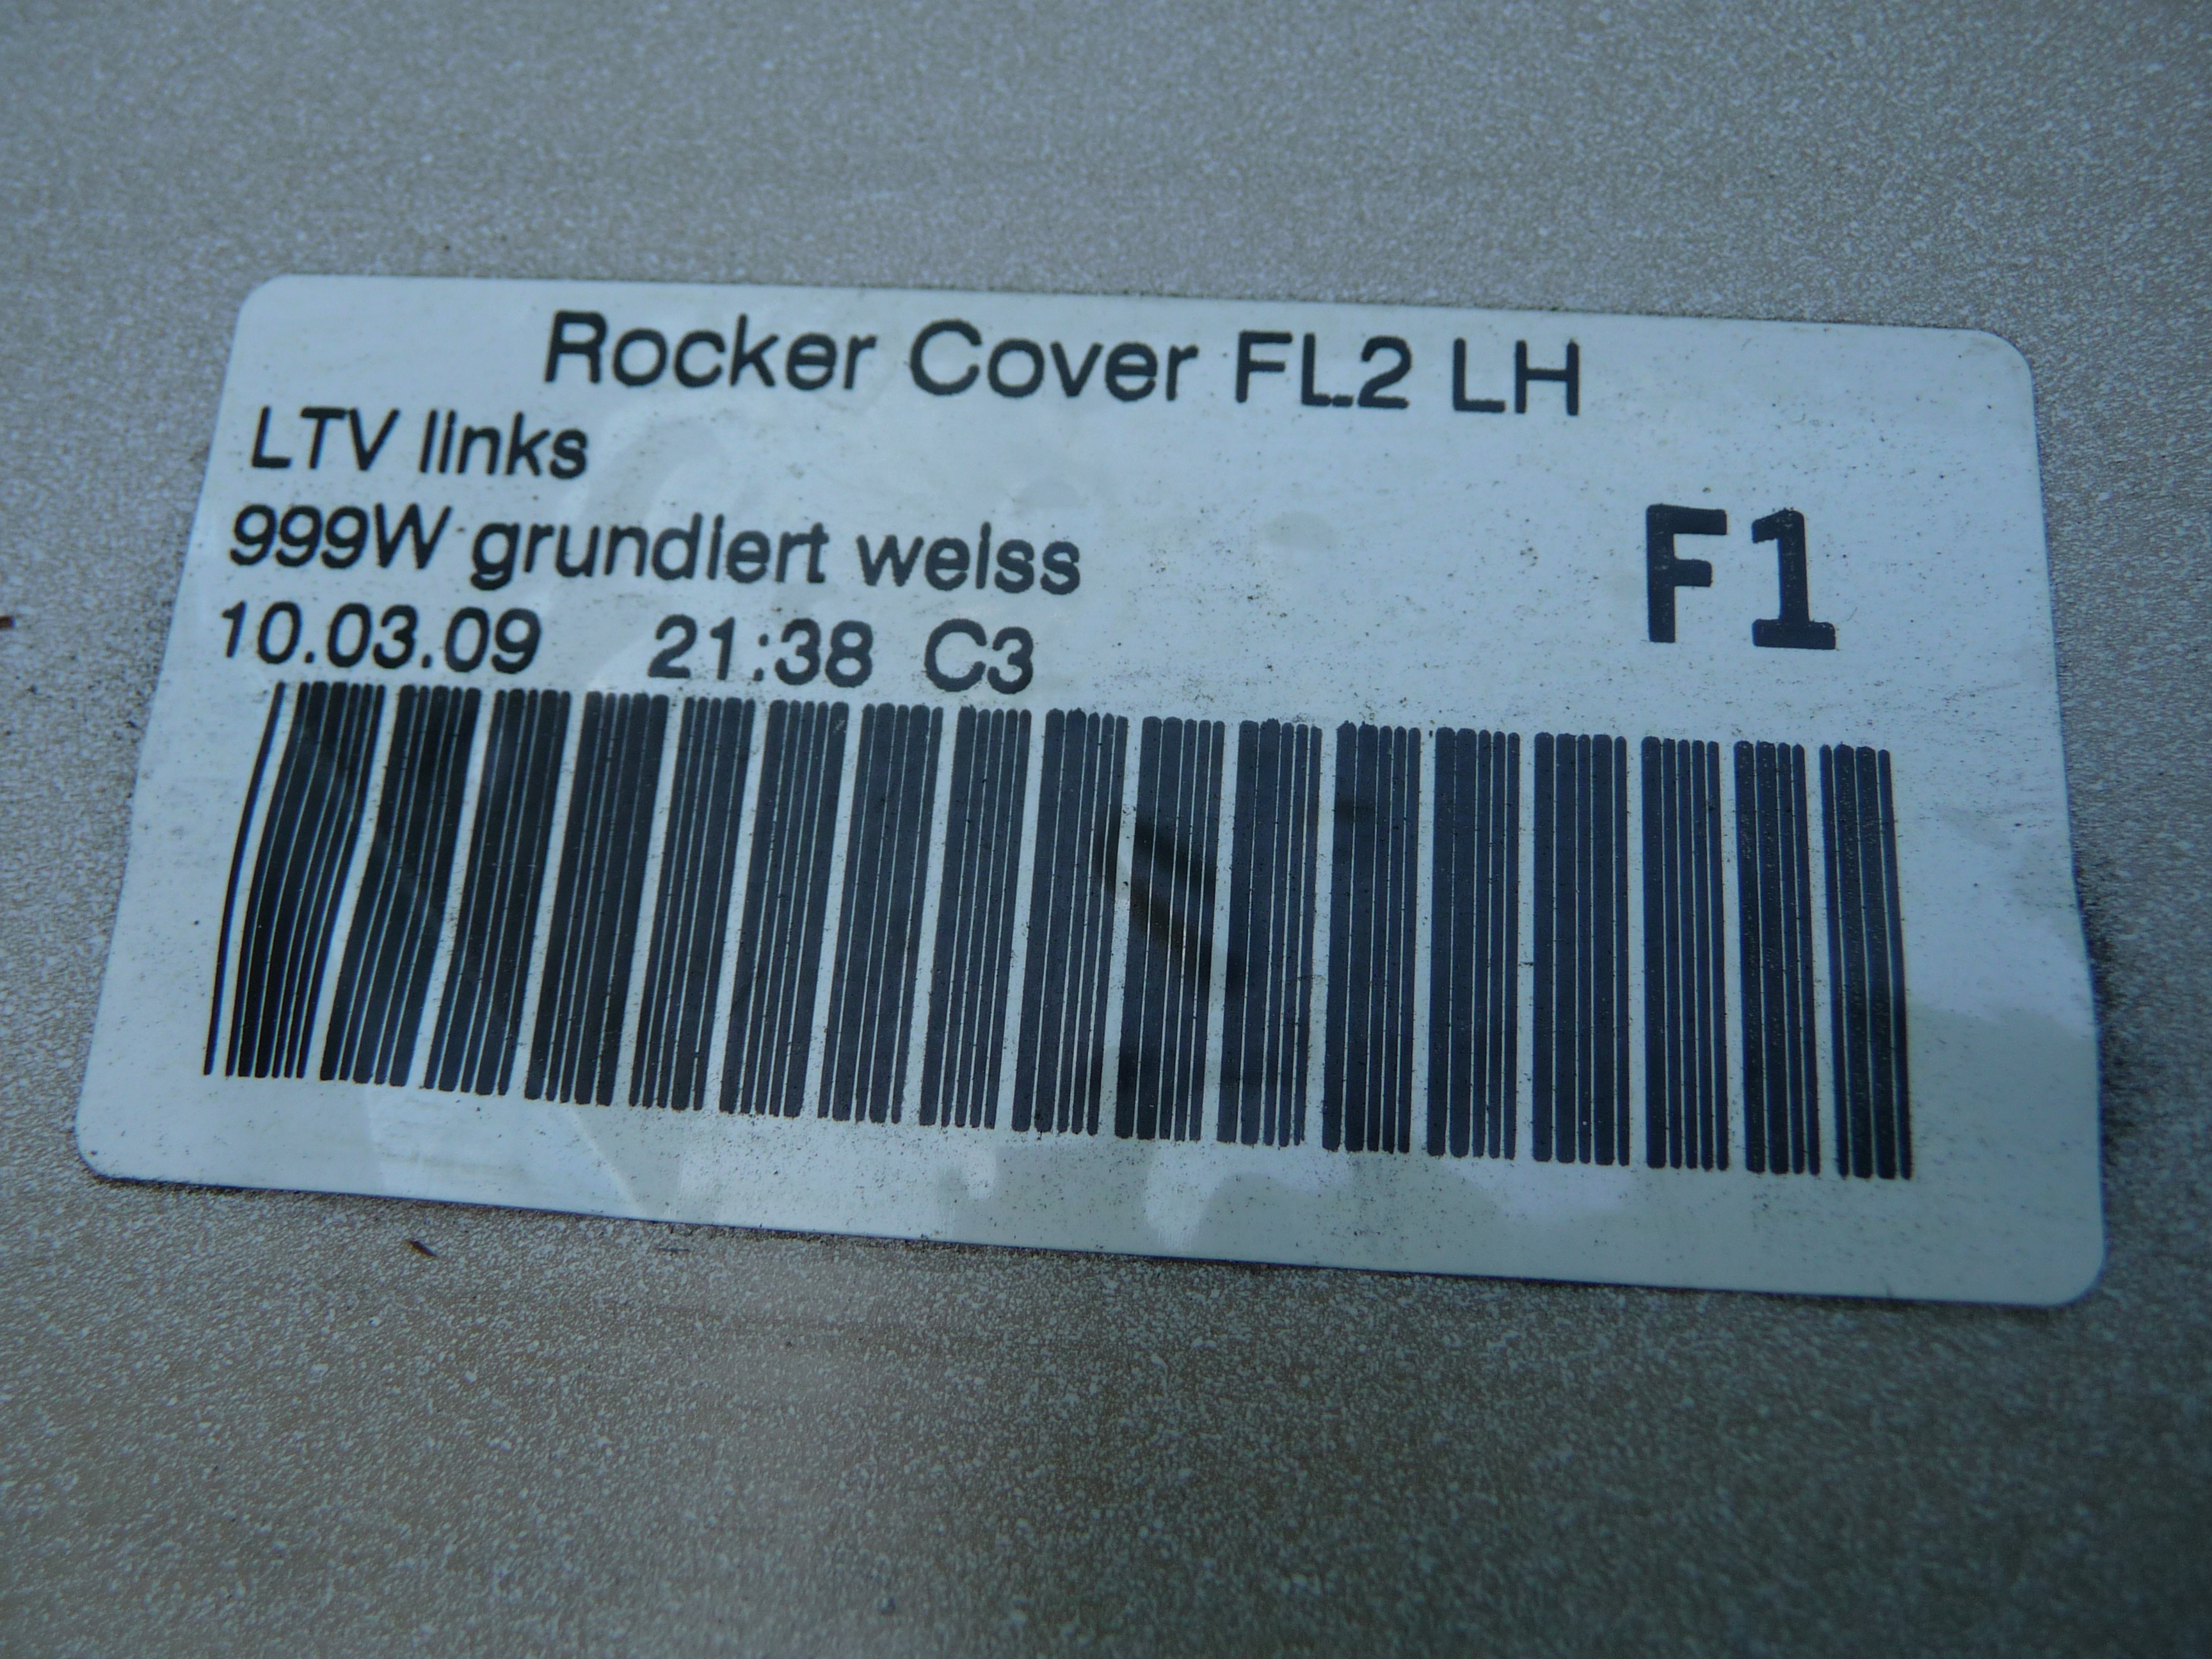 Rocker Cover FL2 LH
LTV links
999W grundiert weiss
F1
10.03.09 21:38 C3